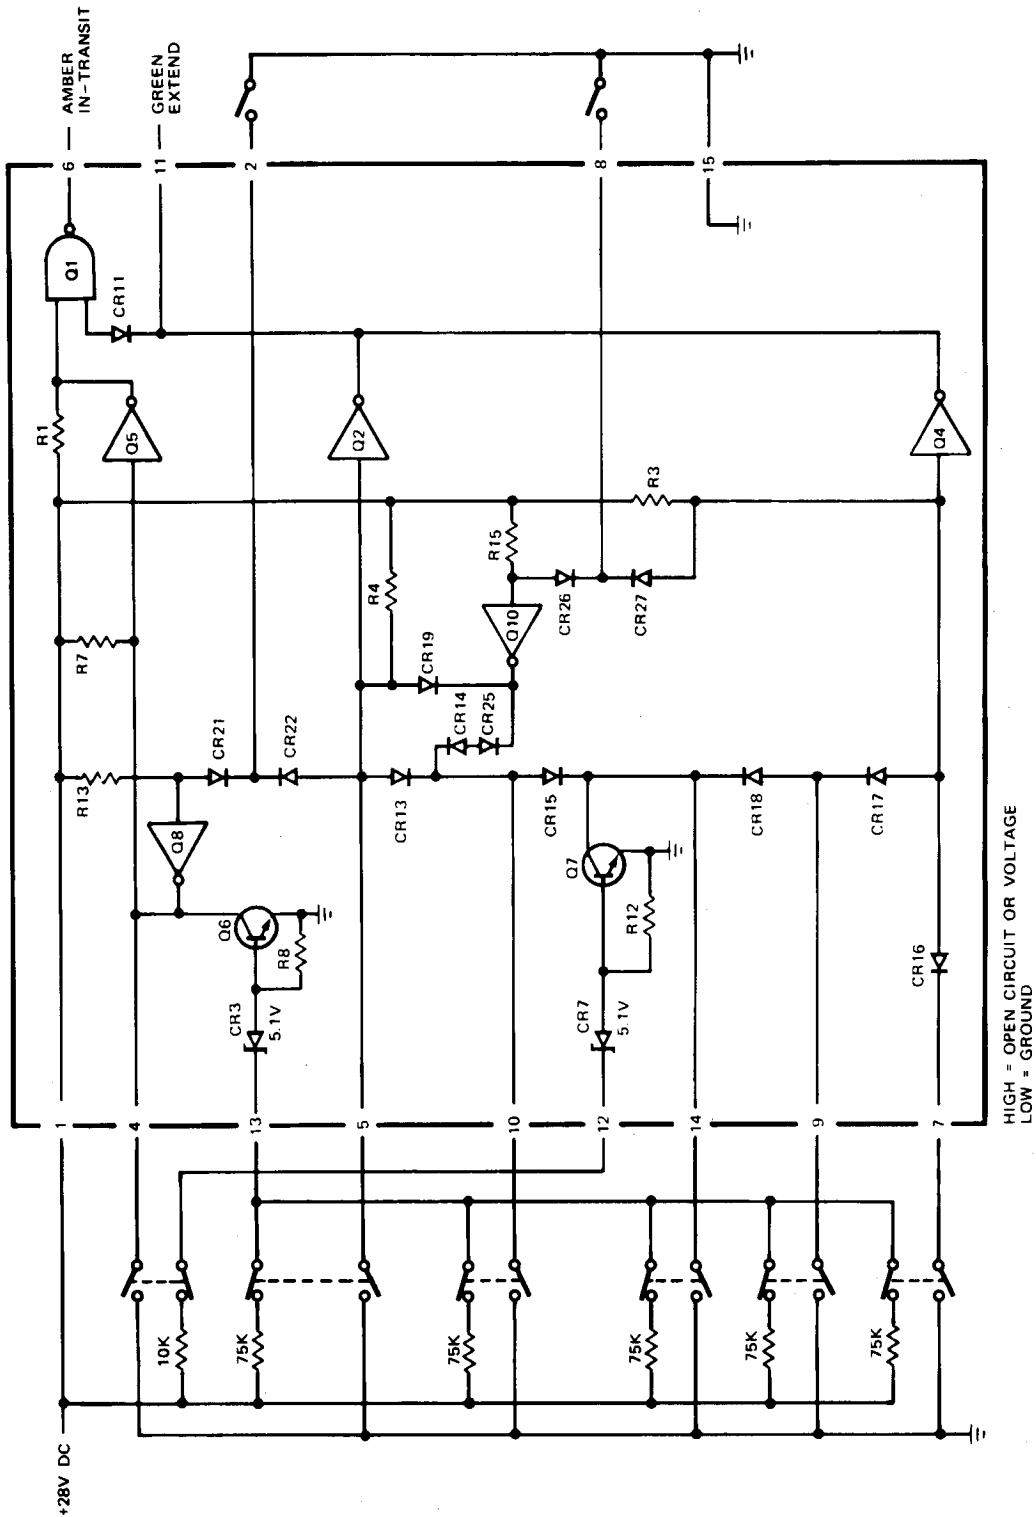 AMBER
IN-TRANSIT
GREEN
EXTEND
6
11
2
8
15
Q1
CR11
R1
Q5
Q2
Q4
R3
R15
R4
R7
CR26
CR27
Q10
CR19
CR14
CR25
CR21
CR22
R13
CR13
CR15
CR18
CR17
Q8
Q6
R8
Q7
R12
CR16
CR3
5.1V
CR7
5.1V
1
4
13
5
10
12
14
9
7
10K
75K
75K
75K
75K
75K
+28V DC
HIGH = OPEN CIRCUIT OR VOLTAGE
LOW = GROUND